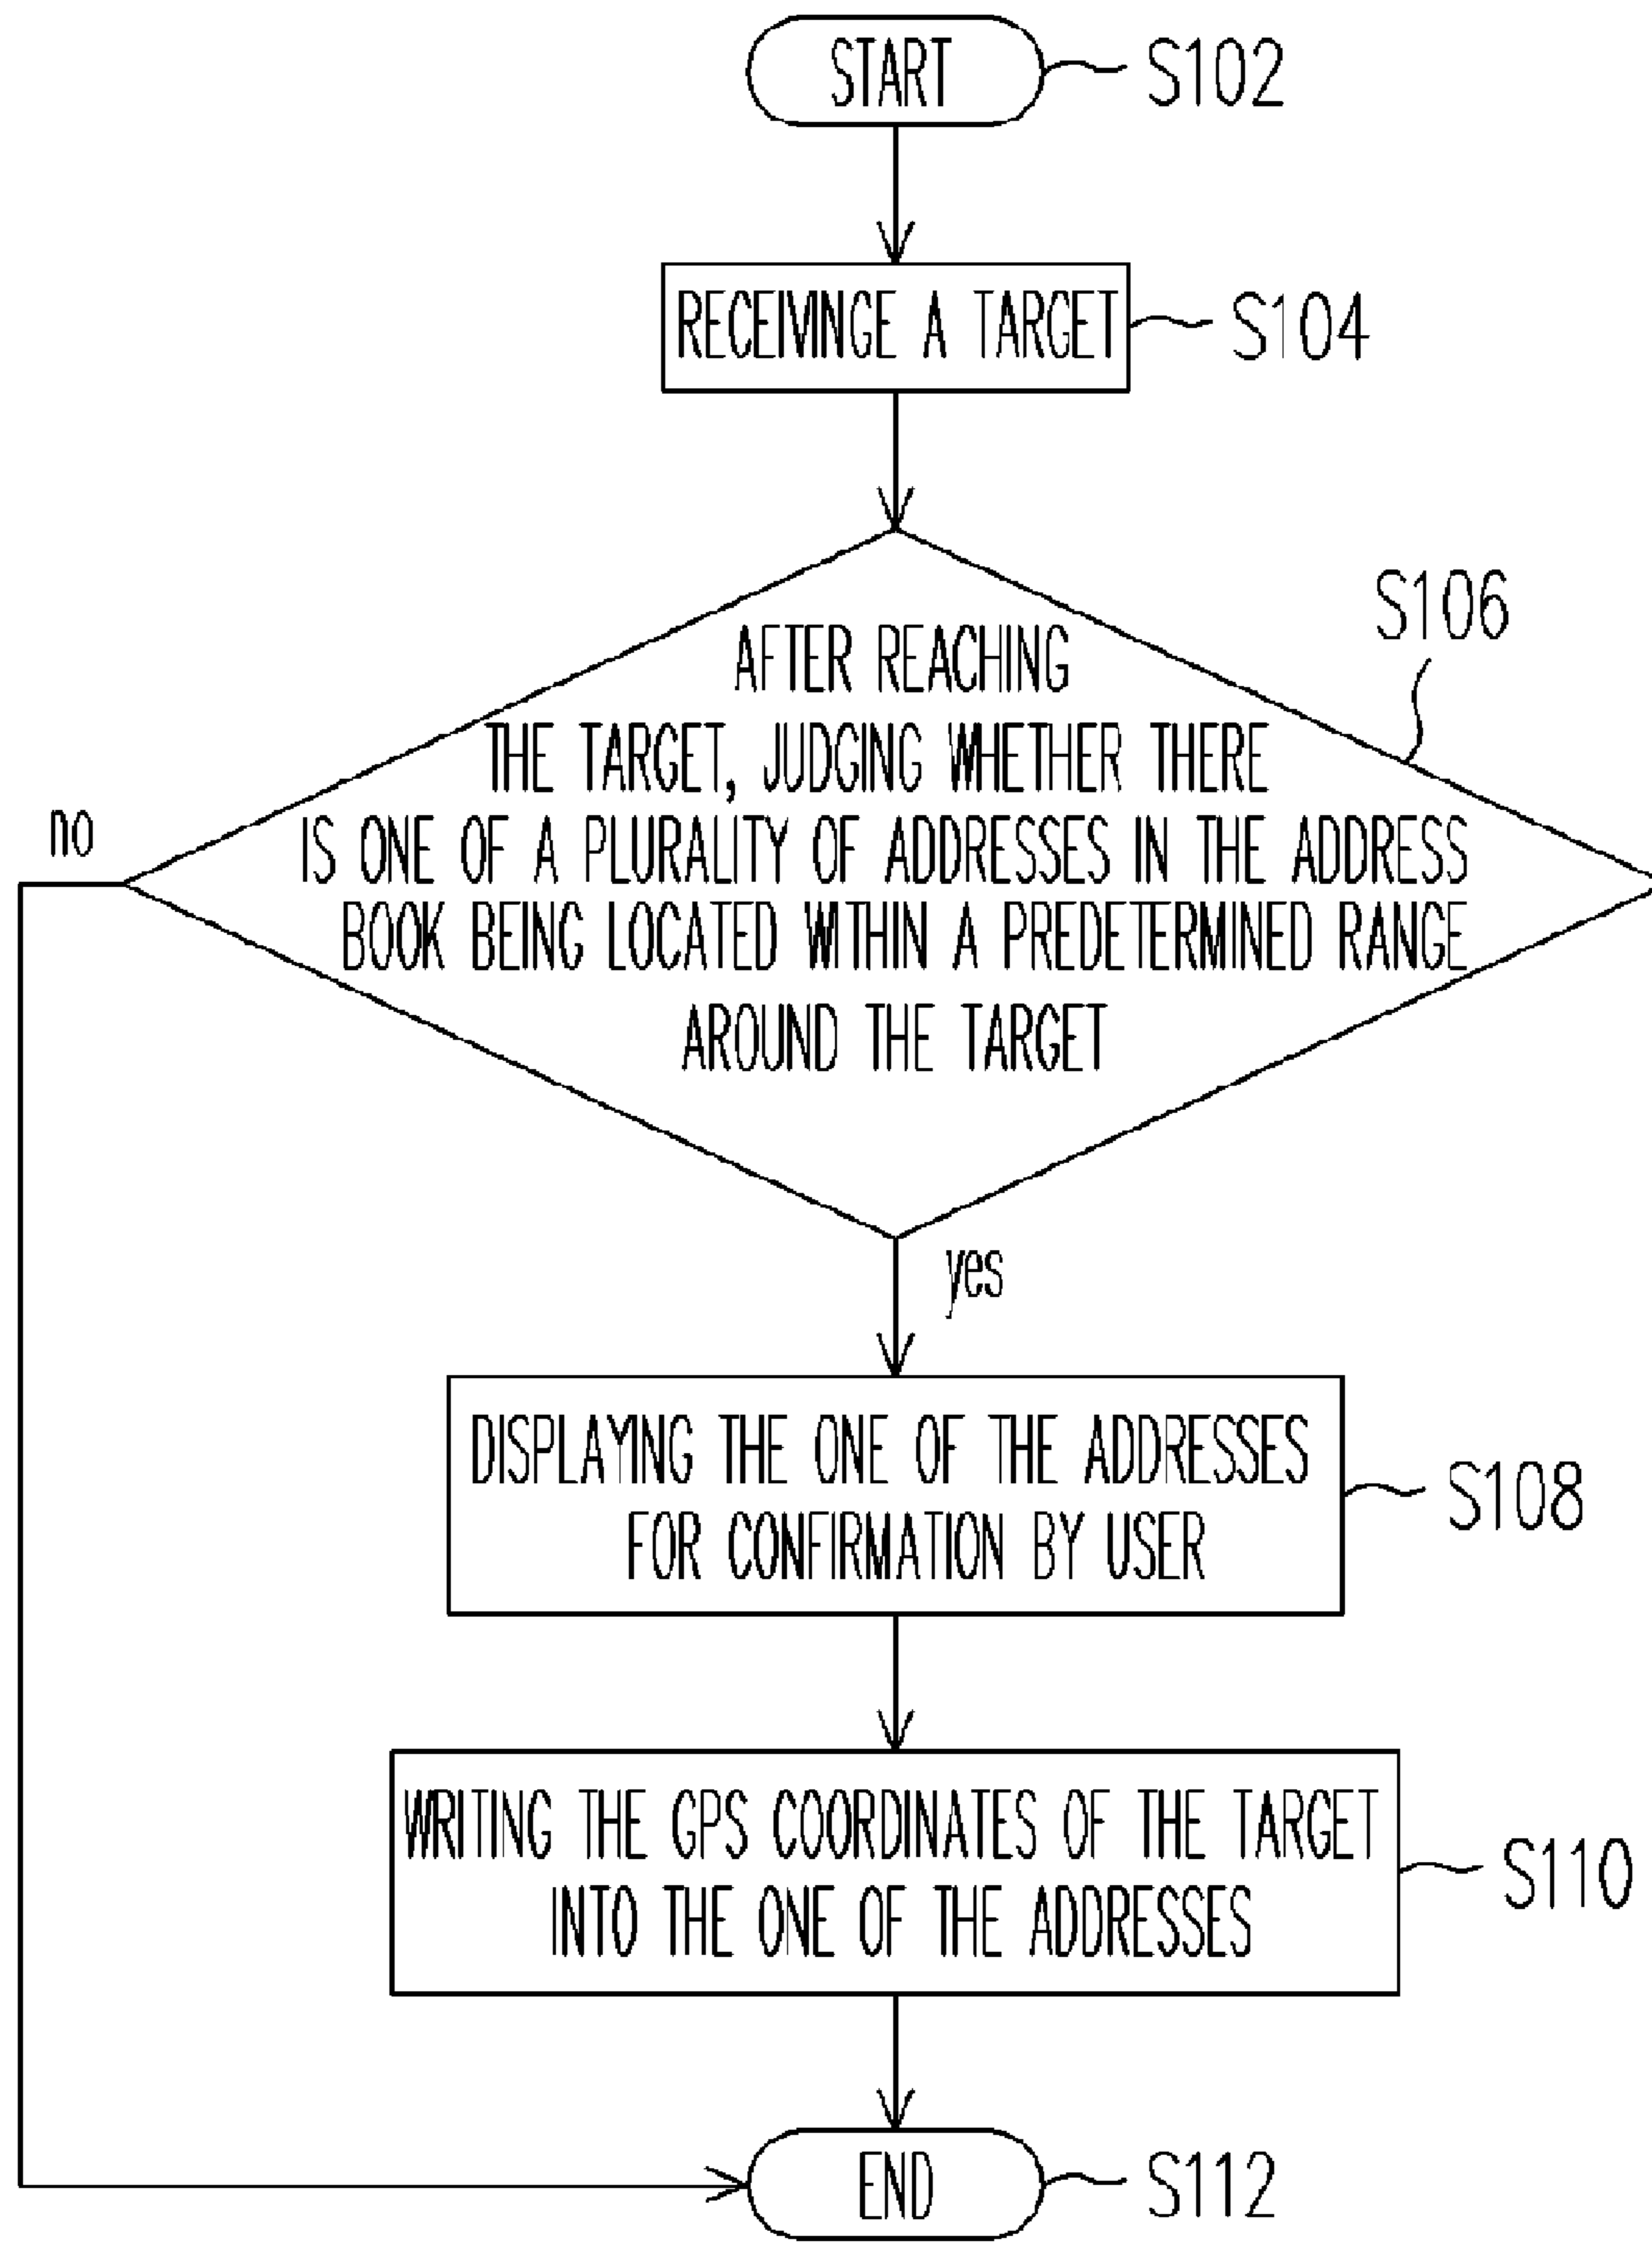 START
S102
RECEIVINGE A TARGET
S104
S106
AFTER REACHING
THE TARGET, JUDGING WHETHER THERE
IS ONE OF A PLURALITY OF ADDRESSES IN THE ADDRESS
BOOK BEING LOCATED WITHIN A PREDETERMINED RANGE
AROUND THE TARGET
no
yes
DISPLAYING THE ONE OF THE ADDRESSES
FOR CONFIRMATION BY USER
S108
WRITING THE GPS COORDINATES OF THE TARGET
INTO THE ONE OF THE ADDRESSES
S110
END
S112